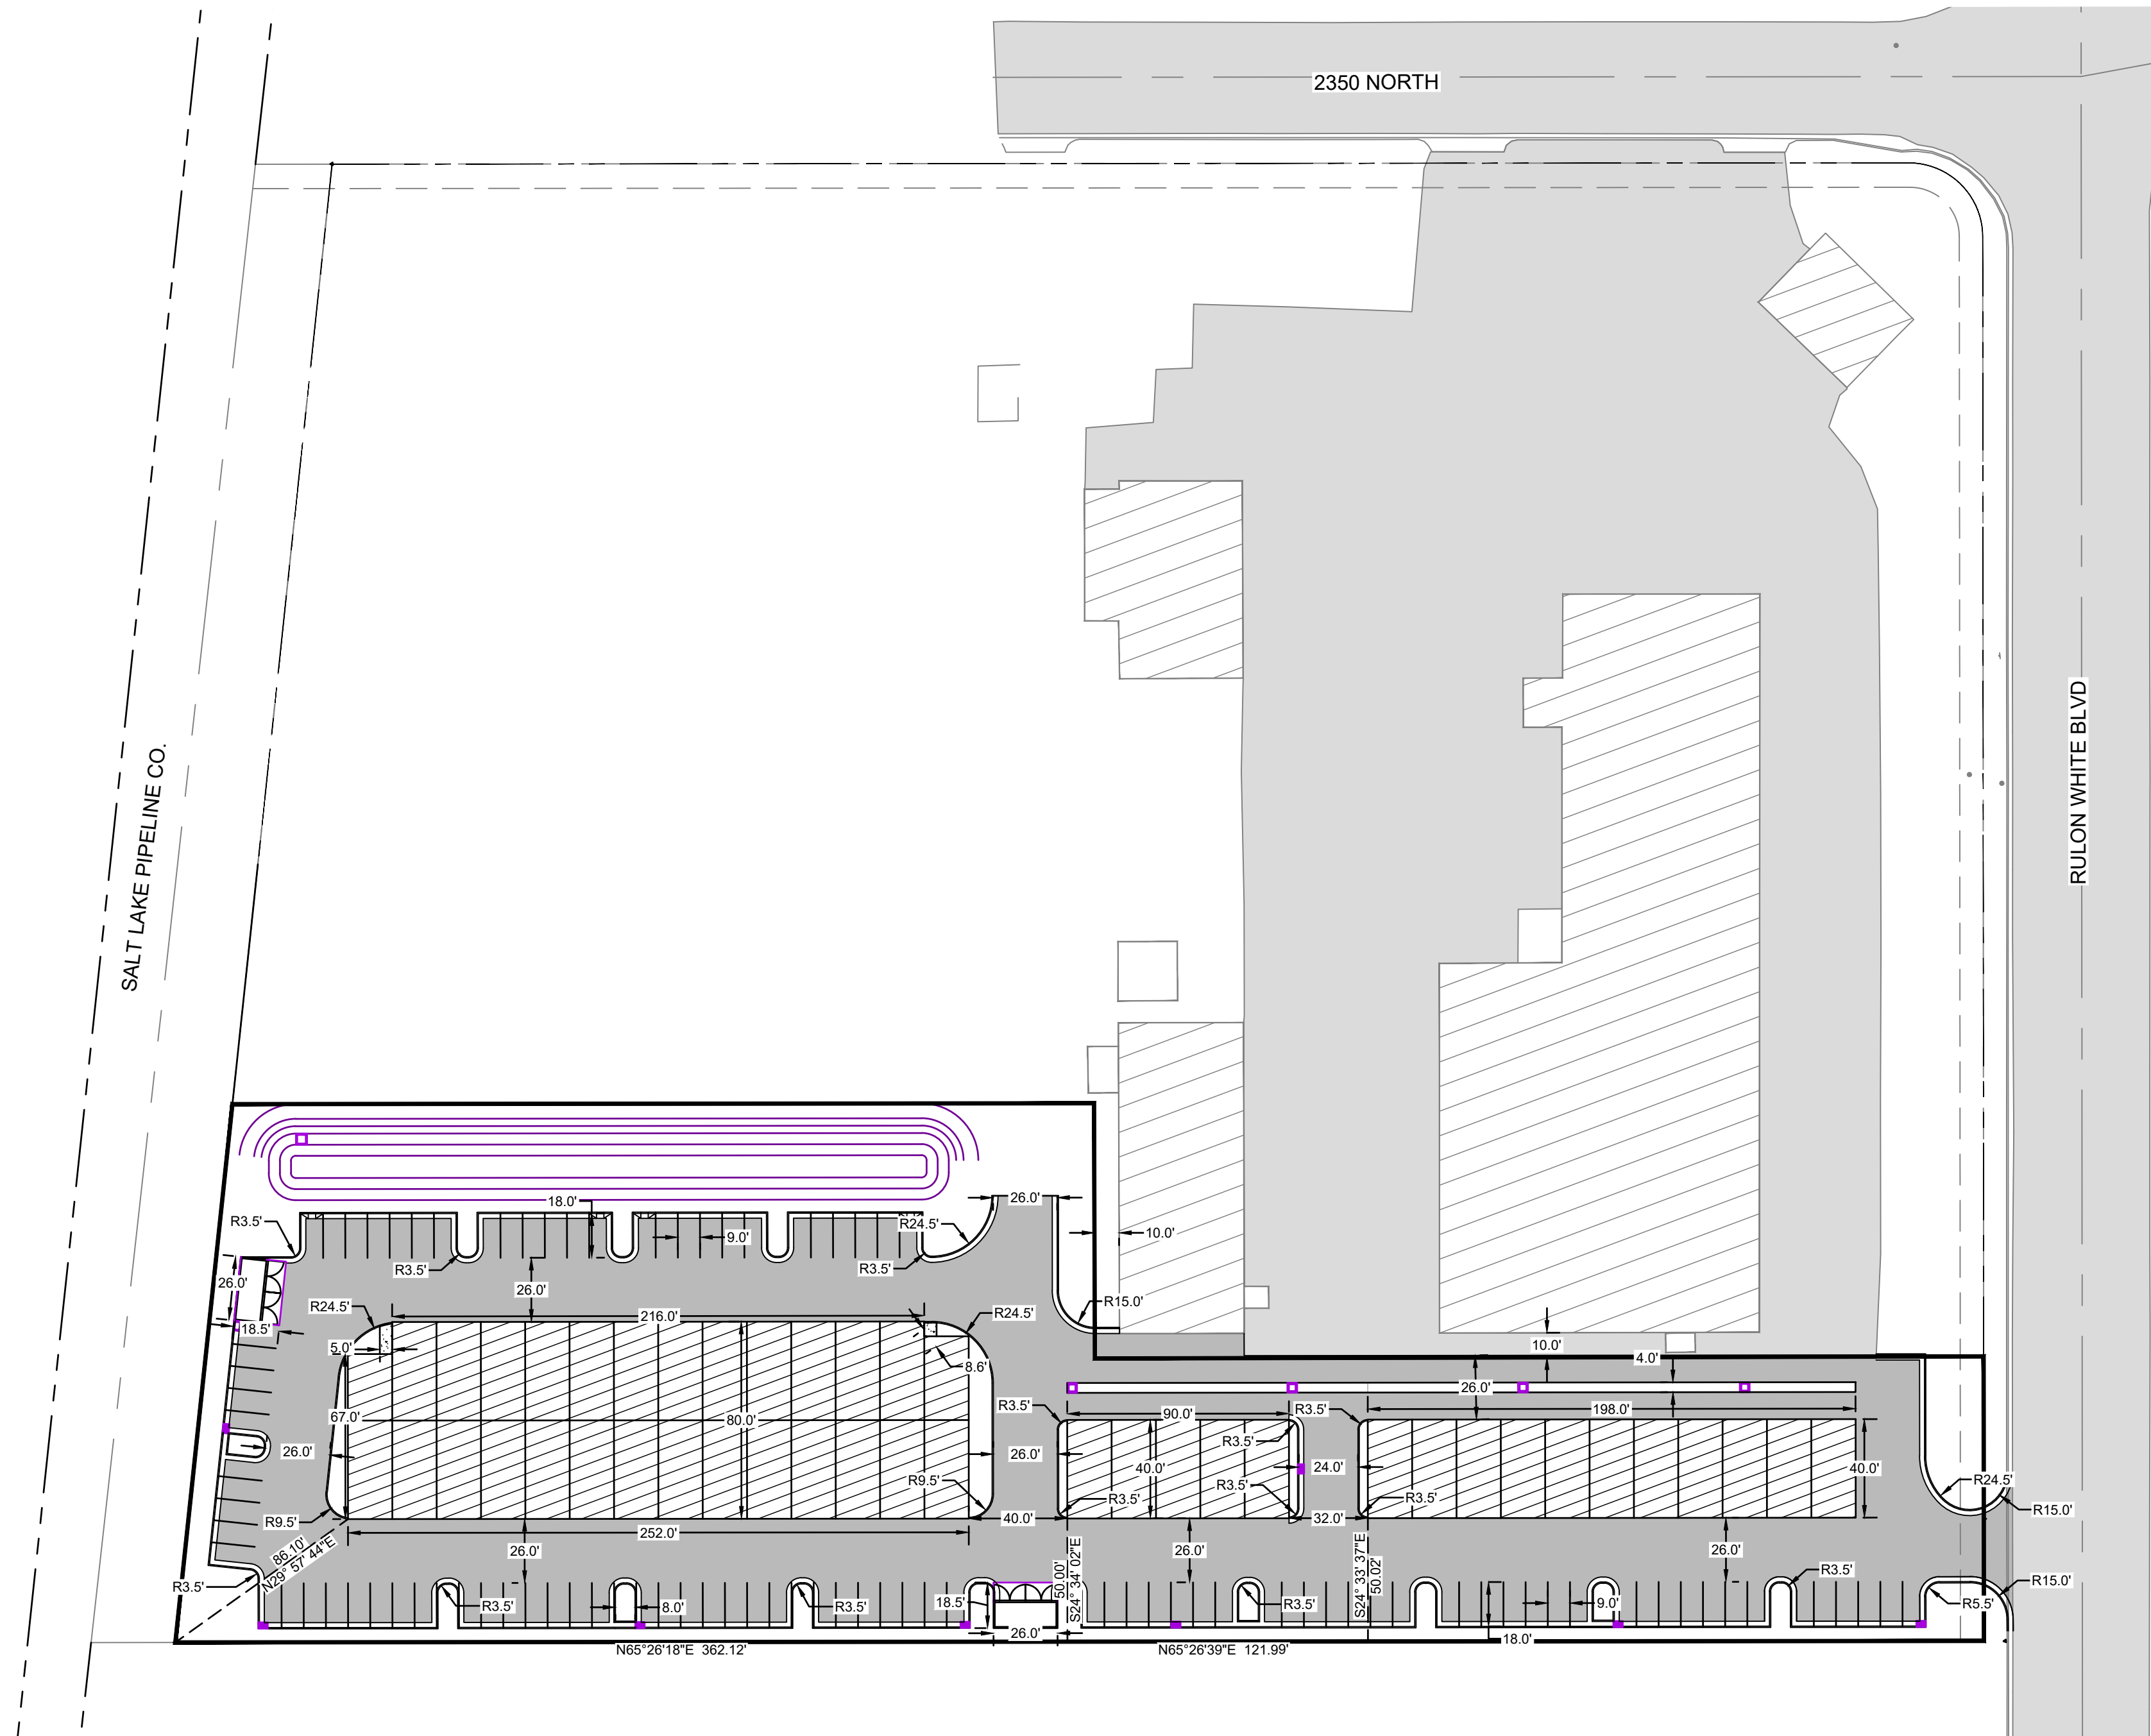 2350 NORTH
RULON WHITE BLVD
SALT LAKE PIPELINE CO.
18.0'
26.0'
R3.5'
R24.5'
9.0'
10.0'
R3.5'
R3.5'
26.0'
26.0'
R24.5'
216.0'
R24.5'
R15.0'
18.5'
5.0'
8.6'
10.0'
4.0'
26.0'
67.0'
80.0'
R3.5'
90.0'
R3.5'
198.0'
26.0'
26.0'
R3.5'
40.0'
24.0'
40.0'
R9.5'
R3.5'
R3.5'
R3.5'
R24.5'
R9.5'
252.0'
40.0'
32.0'
R15.0'
86.10'
N29° 57' 44"E
26.0'
50.00'
S24° 34' 02"E
26.0'
S24° 33' 37"E
50.02'
26.0'
R3.5'
R3.5'
R15.0'
R3.5'
8.0'
R3.5'
18.5'
R3.5'
9.0'
R5.5'
26.0'
18.0'
N65°26'18"E 362.12'
N65°26'39"E 121.99'